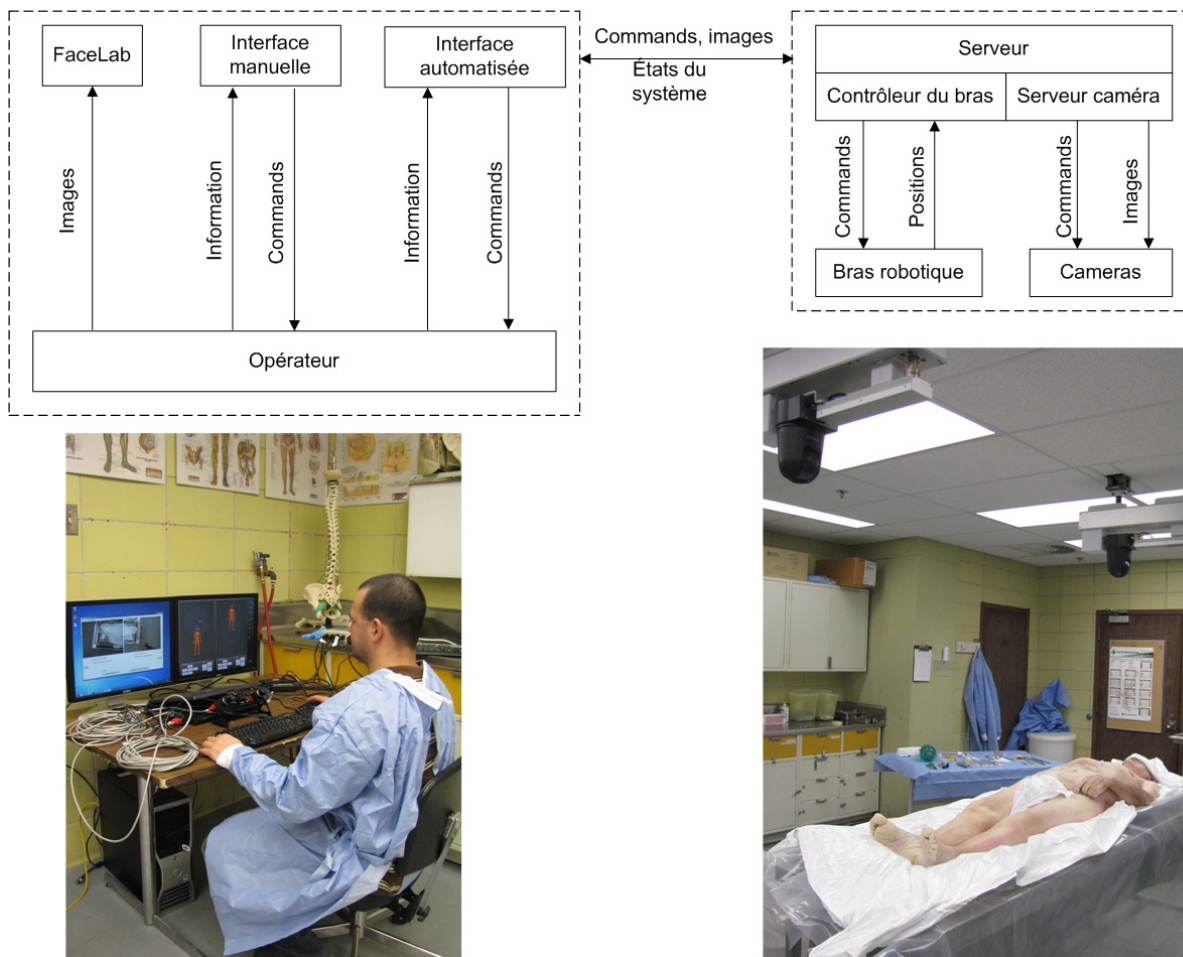 FaceLab
Interface
manuelle
Interface
automatisée
Images
Information
Commands
Information
Commands
Opérateur
Commands, images
États du
système
Serveur
Contrôleur du bras
Serveur caméra
Commands
Positions
Commands
Images
Bras robotique
Cameras